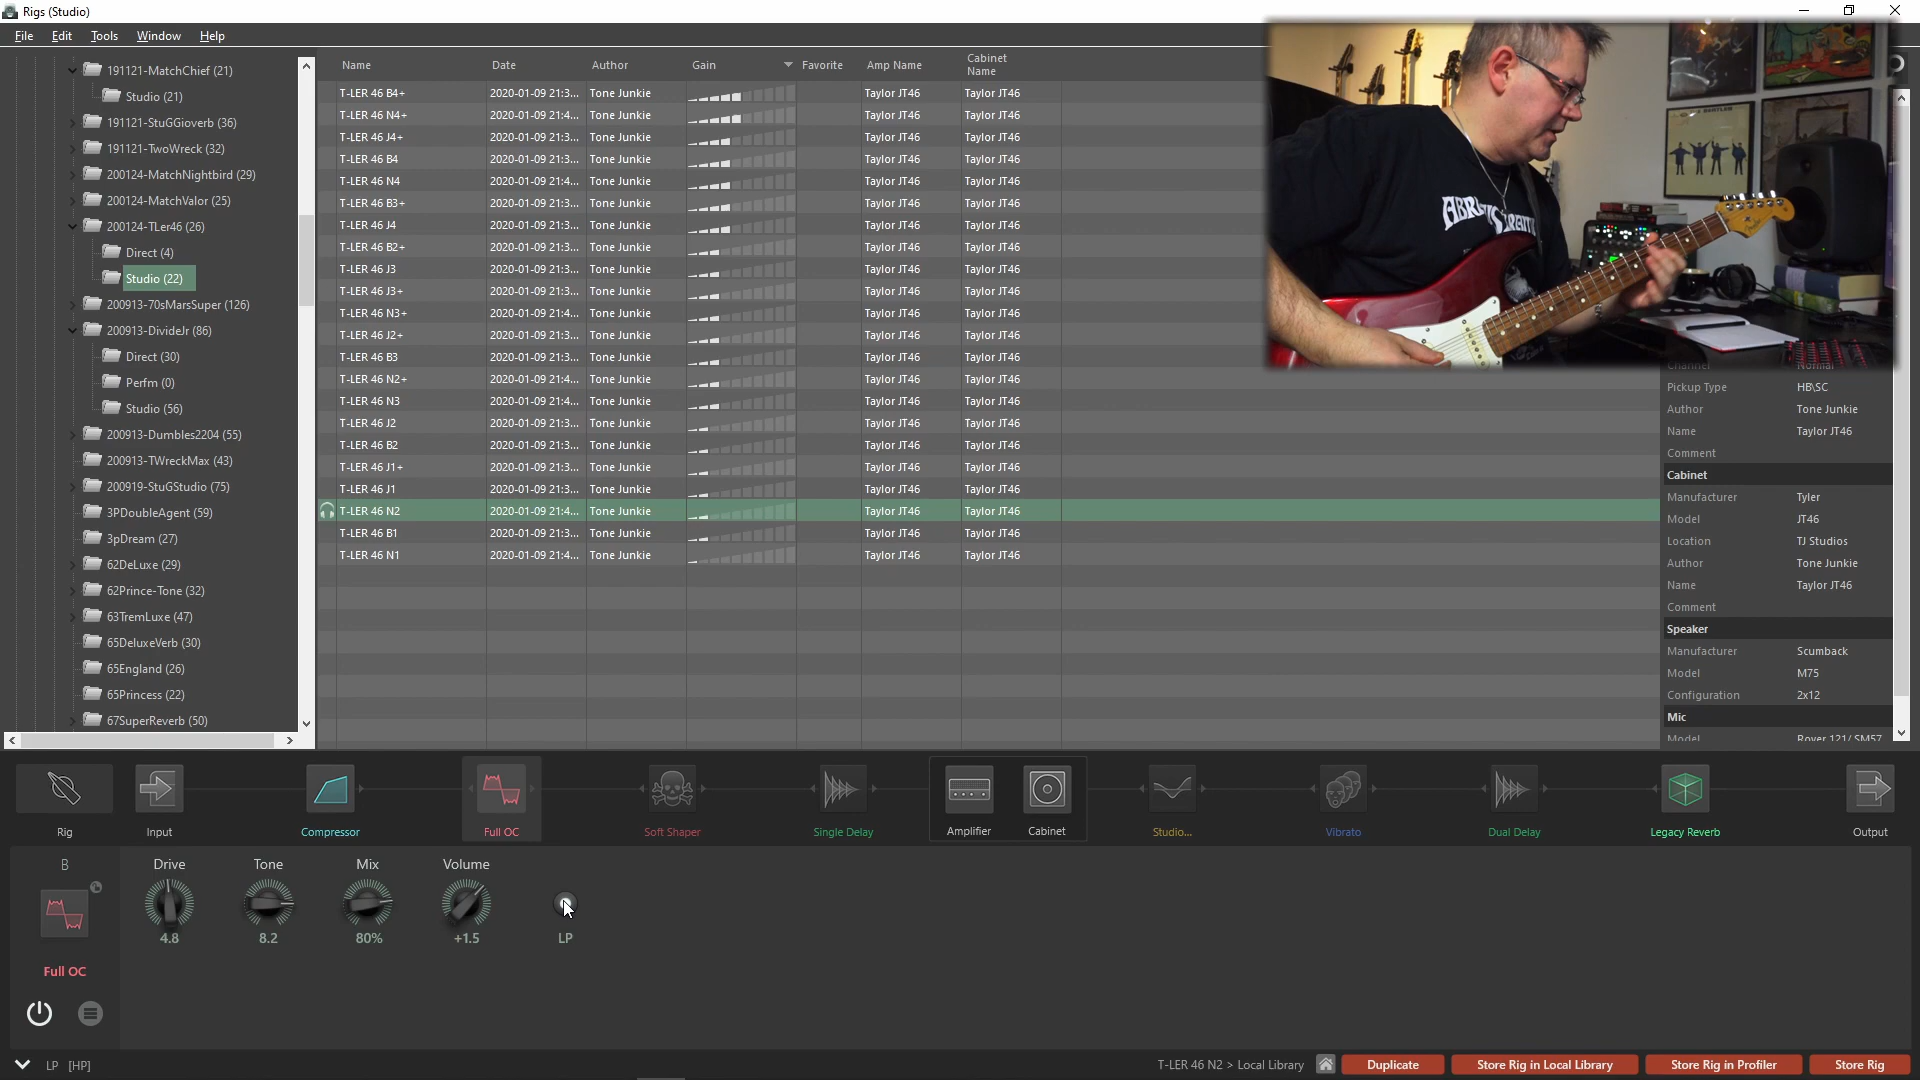 Rigs (Studio)
File Edit Tools Window Help
191121-MatchChief (21)
Studio (21)
191121-StuGGioverb (36)
191121-TwoWreck (32)
200124-MatchNightbird (29)
200124-MatchValor (25)
200124-TLer46 (26)
Direct (4)
Studio (22)
200913-70sMarsSuper (126)
200913-DivideJr (86)
Direct (30)
Perfm (0)
Studio (56)
200913-Dumbles2204 (55)
200913-TWreckMax (43)
200919-StuGStudio (75)
3PDoubleAgent (59)
3pDream (27)
62DeLuxe (29)
62Prince-Tone (32)
63TremLuxe (47)
65DeluxeVerb (30)
65England (26)
65Princess (22)
67SuperReverb (50)
Name Date Author Gain Favorite Amp Name Cabinet Name
T-LER 46 B4+ 2020-01-09 21:3... Tone Junkie Taylor JT46 Taylor JT46
T-LER 46 N4+ 2020-01-09 21:4... Tone Junkie Taylor JT46 Taylor JT46
T-LER 46 J4+ 2020-01-09 21:3... Tone Junkie Taylor JT46 Taylor JT46
T-LER 46 B4 2020-01-09 21:3... Tone Junkie Taylor JT46 Taylor JT46
T-LER 46 N4 2020-01-09 21:4... Tone Junkie Taylor JT46 Taylor JT46
T-LER 46 B3+ 2020-01-09 21:3... Tone Junkie Taylor JT46 Taylor JT46
T-LER 46 J4 2020-01-09 21:3... Tone Junkie Taylor JT46 Taylor JT46
T-LER 46 B2+ 2020-01-09 21:3... Tone Junkie Taylor JT46 Taylor JT46
T-LER 46 J3 2020-01-09 21:3... Tone Junkie Taylor JT46 Taylor JT46
T-LER 46 J3+ 2020-01-09 21:3... Tone Junkie Taylor JT46 Taylor JT46
T-LER 46 N3+ 2020-01-09 21:4... Tone Junkie Taylor JT46 Taylor JT46
T-LER 46 J2+ 2020-01-09 21:3... Tone Junkie Taylor JT46 Taylor JT46
T-LER 46 B3 2020-01-09 21:3... Tone Junkie Taylor JT46 Taylor JT46
T-LER 46 N2+ 2020-01-09 21:4... Tone Junkie Taylor JT46 Taylor JT46
T-LER 46 N3 2020-01-09 21:4... Tone Junkie Taylor JT46 Taylor JT46
T-LER 46 J2 2020-01-09 21:3... Tone Junkie Taylor JT46 Taylor JT46
T-LER 46 B2 2020-01-09 21:3... Tone Junkie Taylor JT46 Taylor JT46
T-LER 46 J1+ 2020-01-09 21:3... Tone Junkie Taylor JT46 Taylor JT46
T-LER 46 J1 2020-01-09 21:3... Tone Junkie Taylor JT46 Taylor JT46
T-LER 46 N2 2020-01-09 21:4... Tone Junkie Taylor JT46 Taylor JT46
T-LER 46 B1 2020-01-09 21:3... Tone Junkie Taylor JT46 Taylor JT46
T-LER 46 N1 2020-01-09 21:4... Tone Junkie Taylor JT46 Taylor JT46
Channel Normal
Pickup Type HB\SC
Author Tone Junkie
Name Taylor JT46
Comment
Cabinet
Manufacturer Tyler
Model JT46
Location TJ Studios
Author Tone Junkie
Name Taylor JT46
Comment
Speaker
Manufacturer Scumback
Model M75
Configuration 2x12
Mic
Model Royer 121/ SM57
Rig Input Compressor Full OC Soft Shaper Single Delay Amplifier Cabinet Studio... Vibrato Dual Delay Legacy Reverb Output
B Drive Tone Mix Volume
4.8 8.2 80% +1.5 LP
Full OC
LP [HP]
T-LER 46 N2 > Local Library Duplicate Store Rig in Local Library Store Rig in Profiler Store Rig